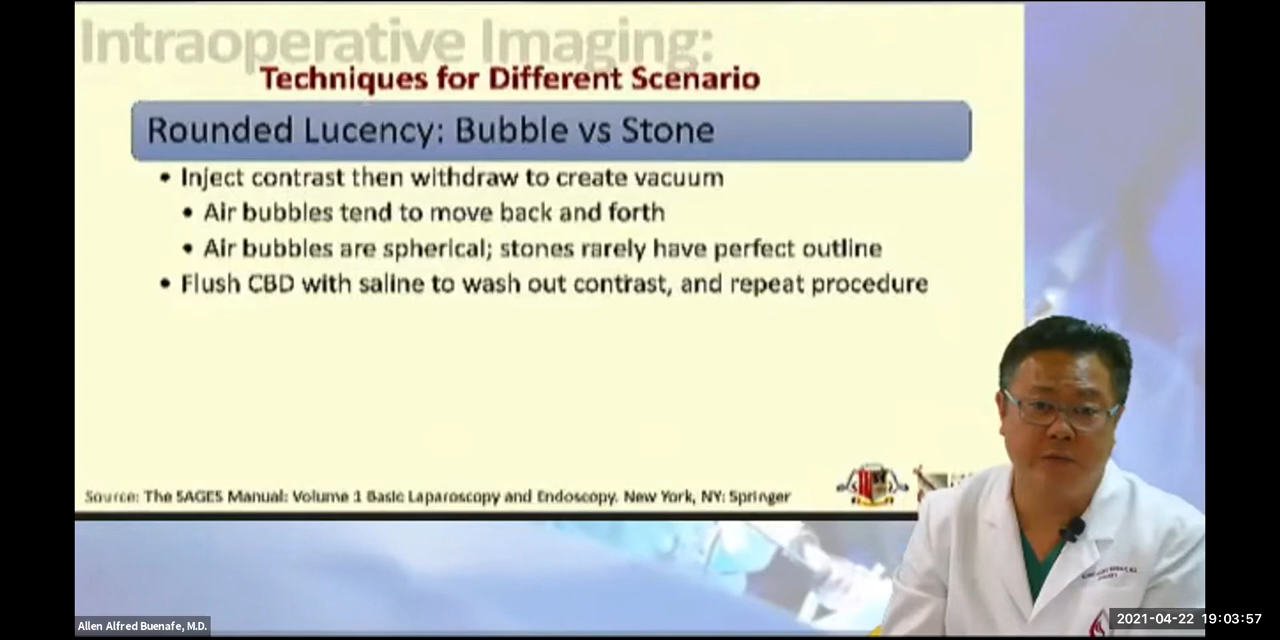 Intraoperative Imaging:
Techniques for Different Scenario
Rounded Lucency: Bubble vs Stone
• Inject contrast then withdraw to create vacuum
• Air bubbles tend to move back and forth
• Air bubbles are spherical; stones rarely have perfect outline
• Flush CBD with saline to wash out contrast, and repeat procedure
Source: The SAGES Manual: Volume 1 Basic Laparoscopy and Endoscopy. New York, NY: Springer
Allen Alfred Buenafe, M.D.
2021-04-22 19:03:57